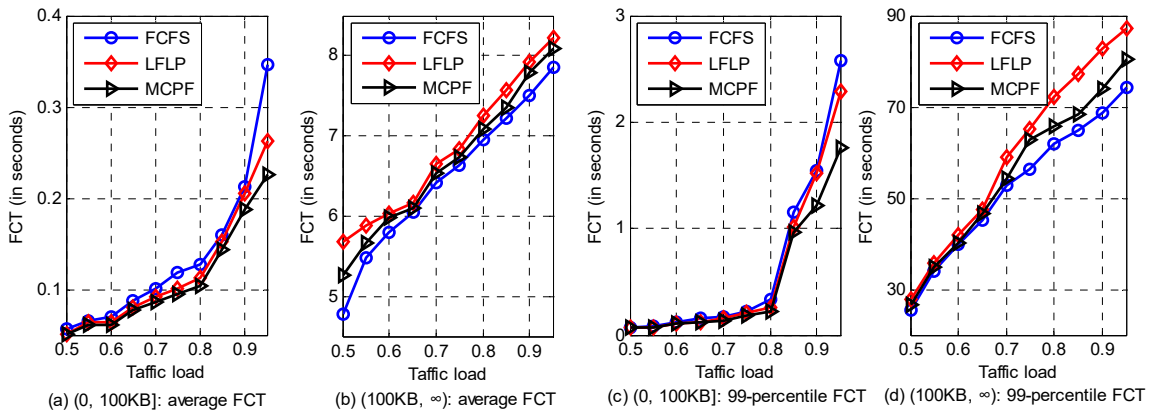 0.4
0.3
0.2
0.1
FCT (in seconds)
FCFS
LFLP
MCPF
0.5 0.6 0.7 0.8 0.9
Taffic load
(a) (0, 100KB]: average FCT
8
7
6
5
FCT (in seconds)
FCFS
LFLP
MCPF
0.5 0.6 0.7 0.8 0.9
Taffic load
(b) (100KB, ∞): average FCT
3
2
1
0
FCT (in seconds)
FCFS
LFLP
MCPF
0.5 0.6 0.7 0.8 0.9
Taffic load
(c) (0, 100KB]: 99-percentile FCT
90
70
50
30
FCT (in seconds)
FCFS
LFLP
MCPF
0.5 0.6 0.7 0.8 0.9
Taffic load
(d) (100KB, ∞): 99-percentile FCT